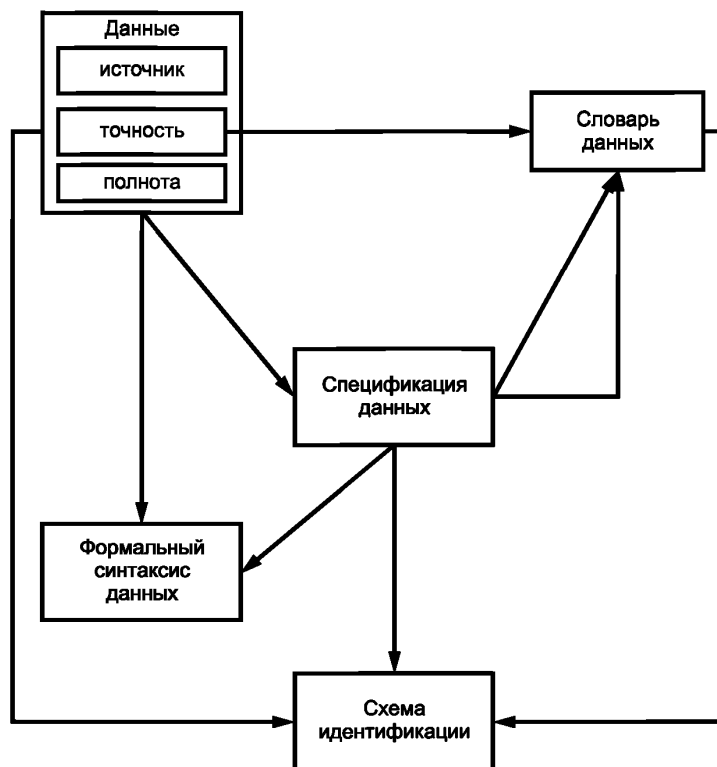 Данные
источник
точность
полнота
Словарь
данных
Спецификация
данных
Формальный
синтаксис
данных
Схема
идентификации